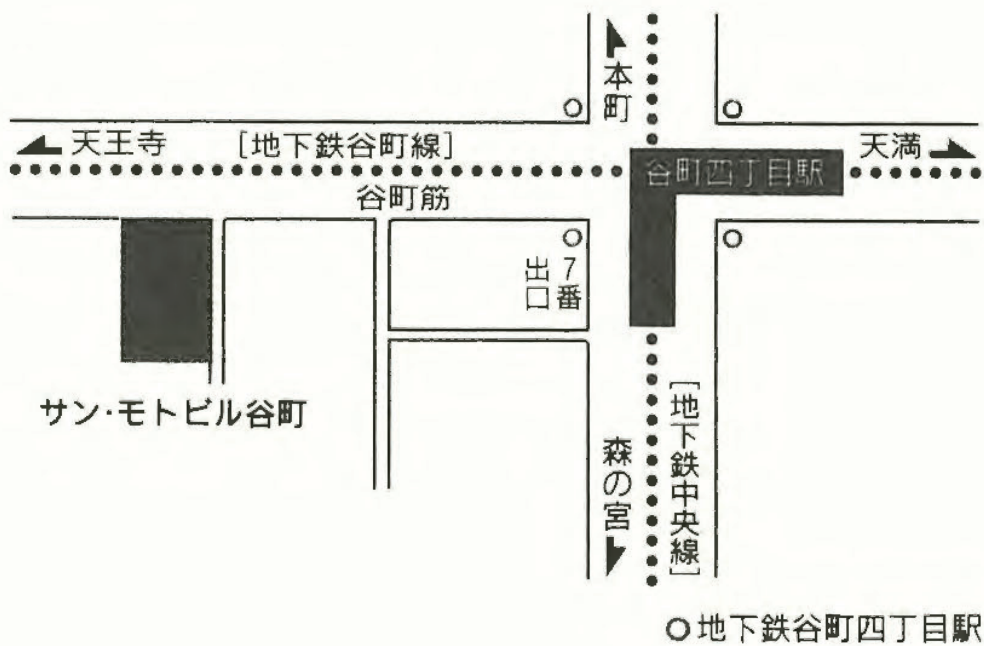 本町
天王寺
[地下鉄谷町線]
谷町四丁目駅
天満
谷町筋
7番
出口
サン・モトビル谷町
森の宮
[地下鉄中央線]
○地下鉄谷町四丁目駅